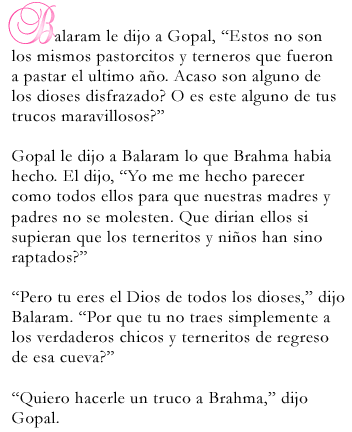 Balaram le dijo a Gopal, “Estos no son
los mismos pastorcitos y terneros que fueron
a pastar el ultimo año. Acaso son alguno de
los dioses disfrazado? O es este alguno de tus
trucos maravillosos?”
Gopal le dijo a Balaram lo que Brahma habia
hecho. El dijo, “Yo me me hecho parecer
como todos ellos para que nuestras madres y
padres no se molesten. Que dirian ellos si
supieran que los terneritos y niños han sino
raptados?”
“Pero tu eres el Dios de todos los dioses,” dijo
Balaram. “Por que tu no traes simplemente a
los verdaderos chicos y terneritos de regreso
de esa cueva?”
“Quiero hacerle un truco a Brahma,” dijo
Gopal.